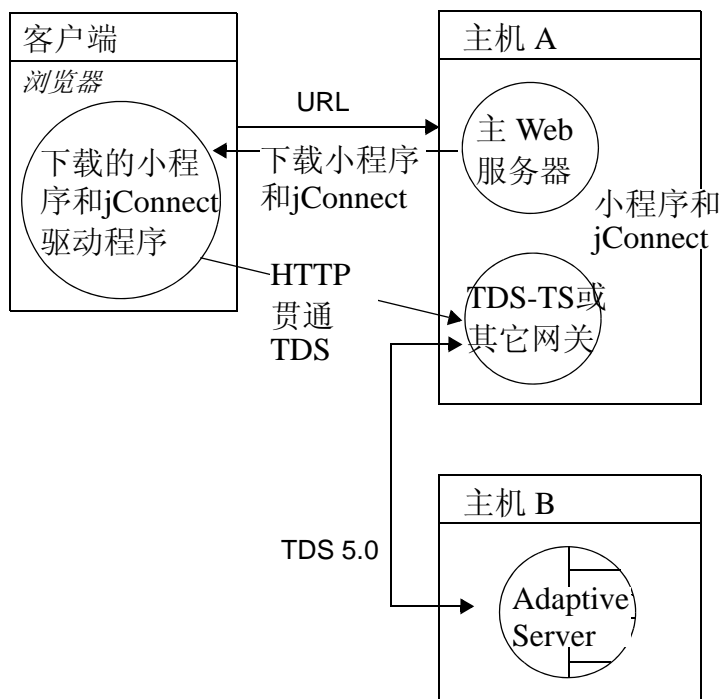 客户端
浏览器
下载的小程
序和jConnect
驱动程序
URL
下载小程序
和jConnect
HTTP
贯通
TDS
主机 A
主 Web
服务器
小程序和
jConnect
TDS-TS或
其它网关
TDS 5.0
主机 B
Adaptive
Server